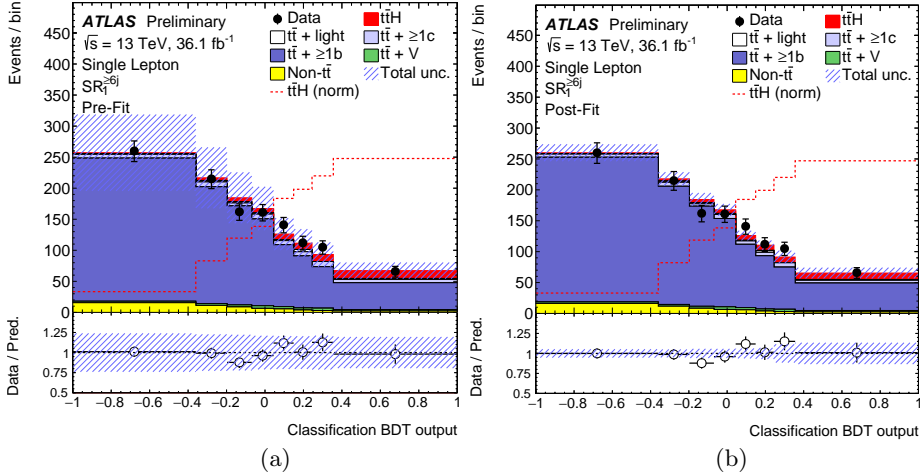 Events / bin
450
400
350
300
250
200
150
100
50
0
ATLAS Preliminary
√s = 13 TeV, 36.1 fb⁻¹
Single Lepton
SR₁^≥6j
Pre-Fit
Data
tt̄H
tt̄ + light
tt̄ + ≥1c
tt̄ + ≥1b
tt̄ + V
Non-tt̄
Total unc.
tt̄H (norm)
Data / Pred.
1.25
1
0.75
0.5
−1 −0.8 −0.6 −0.4 −0.2 0 0.2 0.4 0.6 0.8 1
Classification BDT output
(a)
Events / bin
450
400
350
300
250
200
150
100
50
0
ATLAS Preliminary
√s = 13 TeV, 36.1 fb⁻¹
Single Lepton
SR₁^≥6j
Post-Fit
Data
tt̄H
tt̄ + light
tt̄ + ≥1c
tt̄ + ≥1b
tt̄ + V
Non-tt̄
Total unc.
tt̄H (norm)
Data / Pred.
1.25
1
0.75
0.5
−1 −0.8 −0.6 −0.4 −0.2 0 0.2 0.4 0.6 0.8 1
Classification BDT output
(b)